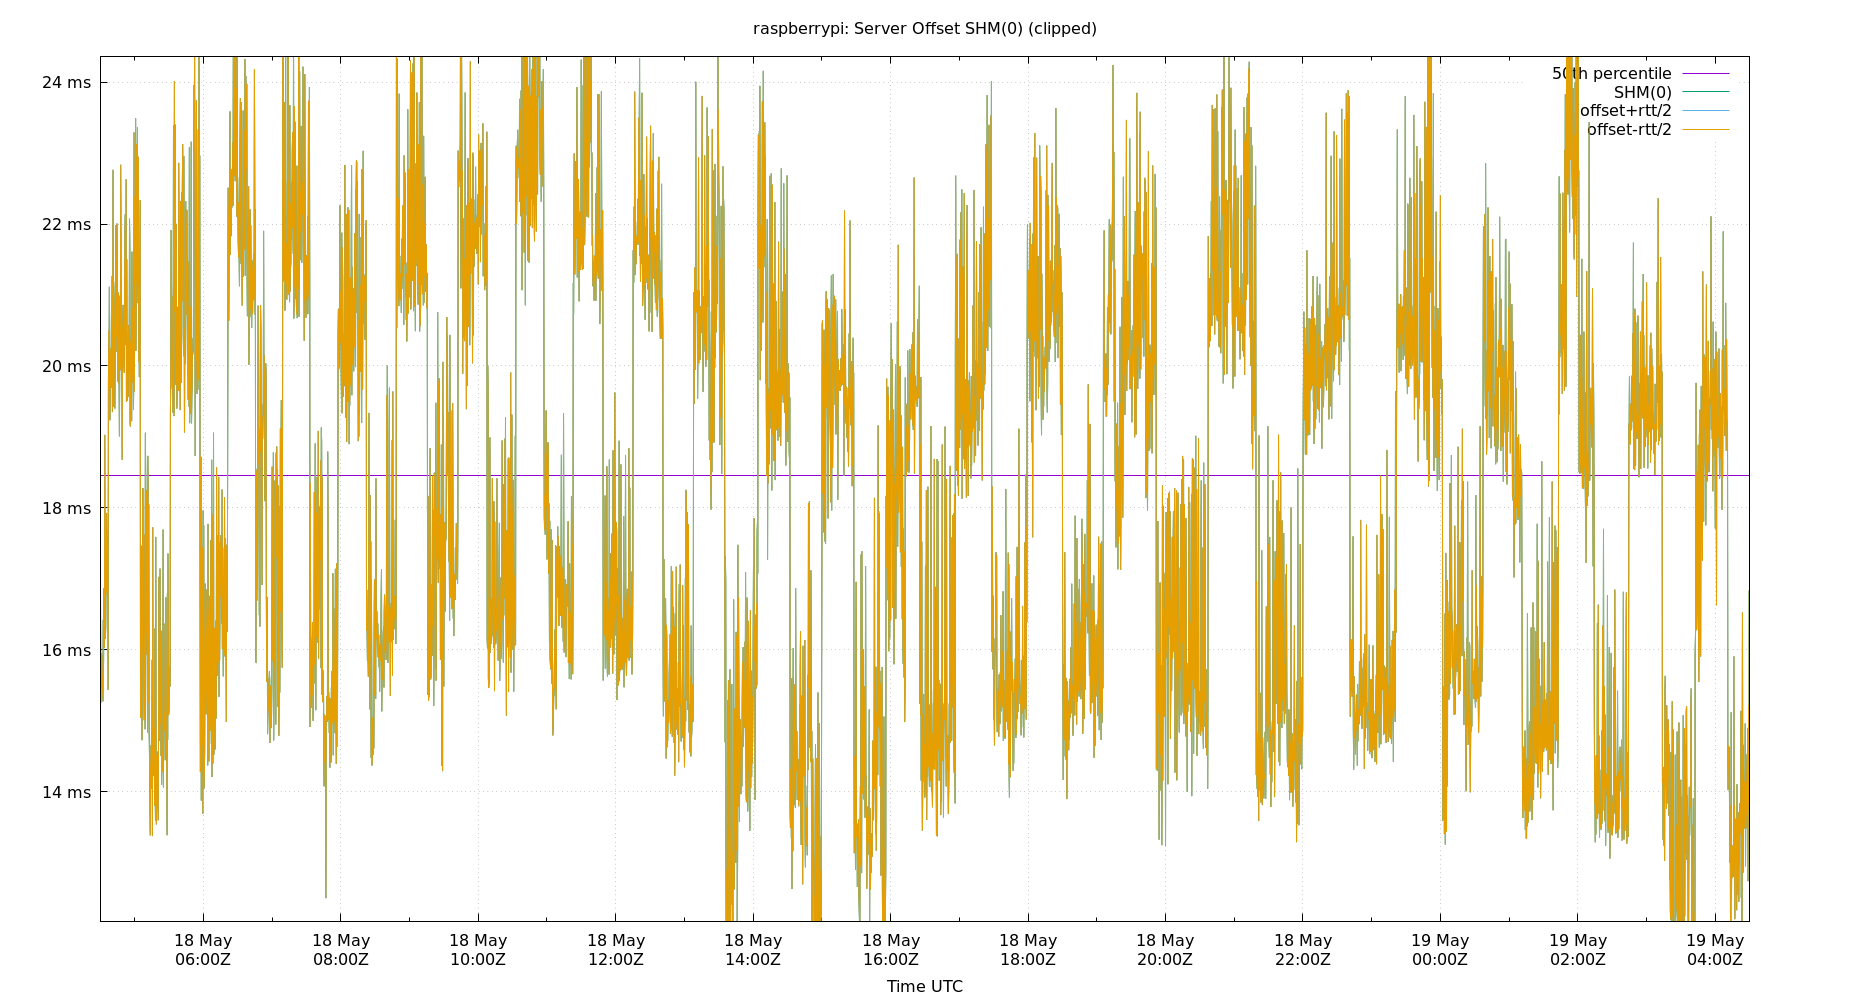 raspberrypi: Server Offset SHM(0) (clipped)
50th percentile
SHM(0)
offset+rtt/2
offset-rtt/2
24 ms
22 ms
20 ms
18 ms
16 ms
14 ms
18 May 18 May 18 May 18 May 18 May 18 May 18 May 18 May 18 May 19 May 19 May 19 May
06:00Z 08:00Z 10:00Z 12:00Z 14:00Z 16:00Z 18:00Z 20:00Z 22:00Z 00:00Z 02:00Z 04:00Z
Time UTC